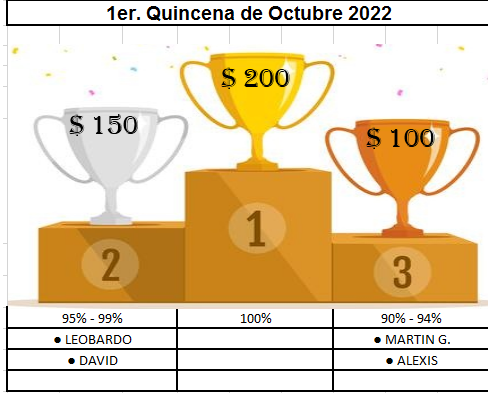 1er. Quincena de Octubre 2022
$ 200
$ 150
$ 100
1
2
3
95% - 99%
100%
90% - 94%
● LEOBARDO
● MARTIN G.
● DAVID
● ALEXIS